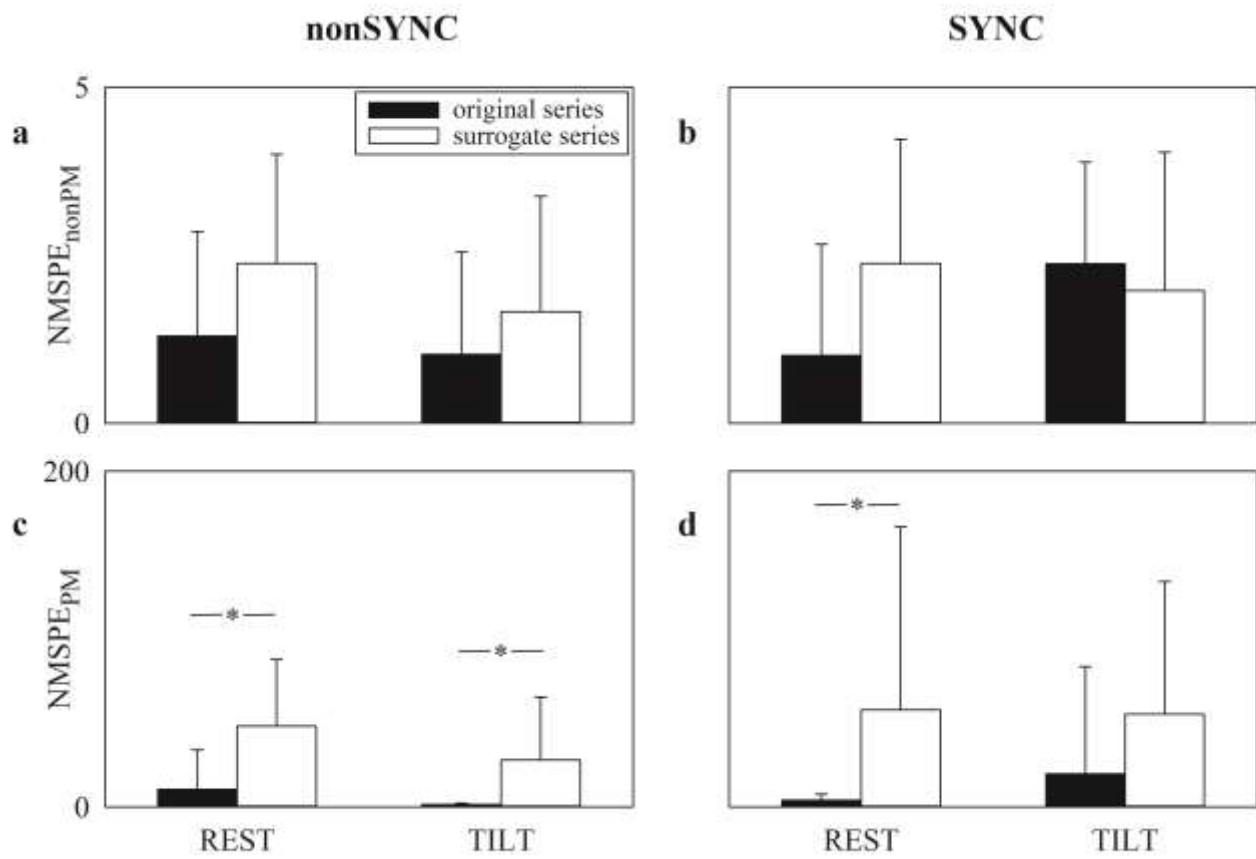 nonSYNC
SYNC
5
original series
surrogate series
a
b
NMSPEnonPM
0
200
c
d
*
*
*
NMSPEPM
0
REST
TILT
REST
TILT